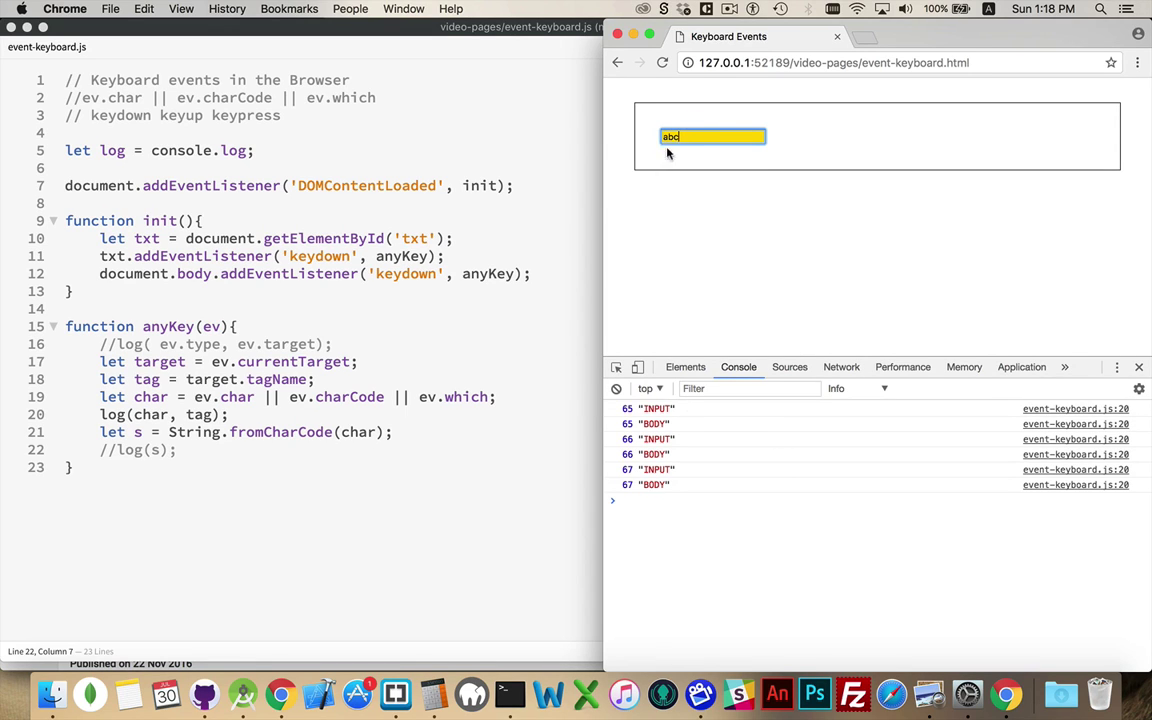 Chrome File Edit View History Bookmarks People Window Help 100% Sun 1:18 PM
video-pages/event-keyboard.js
event-keyboard.js
1 // Keyboard events in the Browser
2 //ev.char || ev.charCode || ev.which
3 // keydown keyup keypress
4
5 let log = console.log;
6
7 document.addEventListener('DOMContentLoaded', init);
8
9 function init(){
10 let txt = document.getElementById('txt');
11 txt.addEventListener('keydown', anyKey);
12 document.body.addEventListener('keydown', anyKey);
13 }
14
15 function anyKey(ev){
16 //log( ev.type, ev.target);
17 let target = ev.currentTarget;
18 let tag = target.tagName;
19 let char = ev.char || ev.charCode || ev.which;
20 log(char, tag);
21 let s = String.fromCharCode(char);
22 //log(s);
23 }
Line 22, Column 7 — 23 Lines
Published on 22 Nov 2016
Keyboard Events
127.0.0.1:52189/video-pages/event-keyboard.html
abc
Elements Console Sources Network Performance Memory Application
top Filter Info
65 "INPUT" event-keyboard.js:20
65 "BODY" event-keyboard.js:20
66 "INPUT" event-keyboard.js:20
66 "BODY" event-keyboard.js:20
67 "INPUT" event-keyboard.js:20
67 "BODY" event-keyboard.js:20
JUL
30
1
W
X
S
An
Ps
Fz